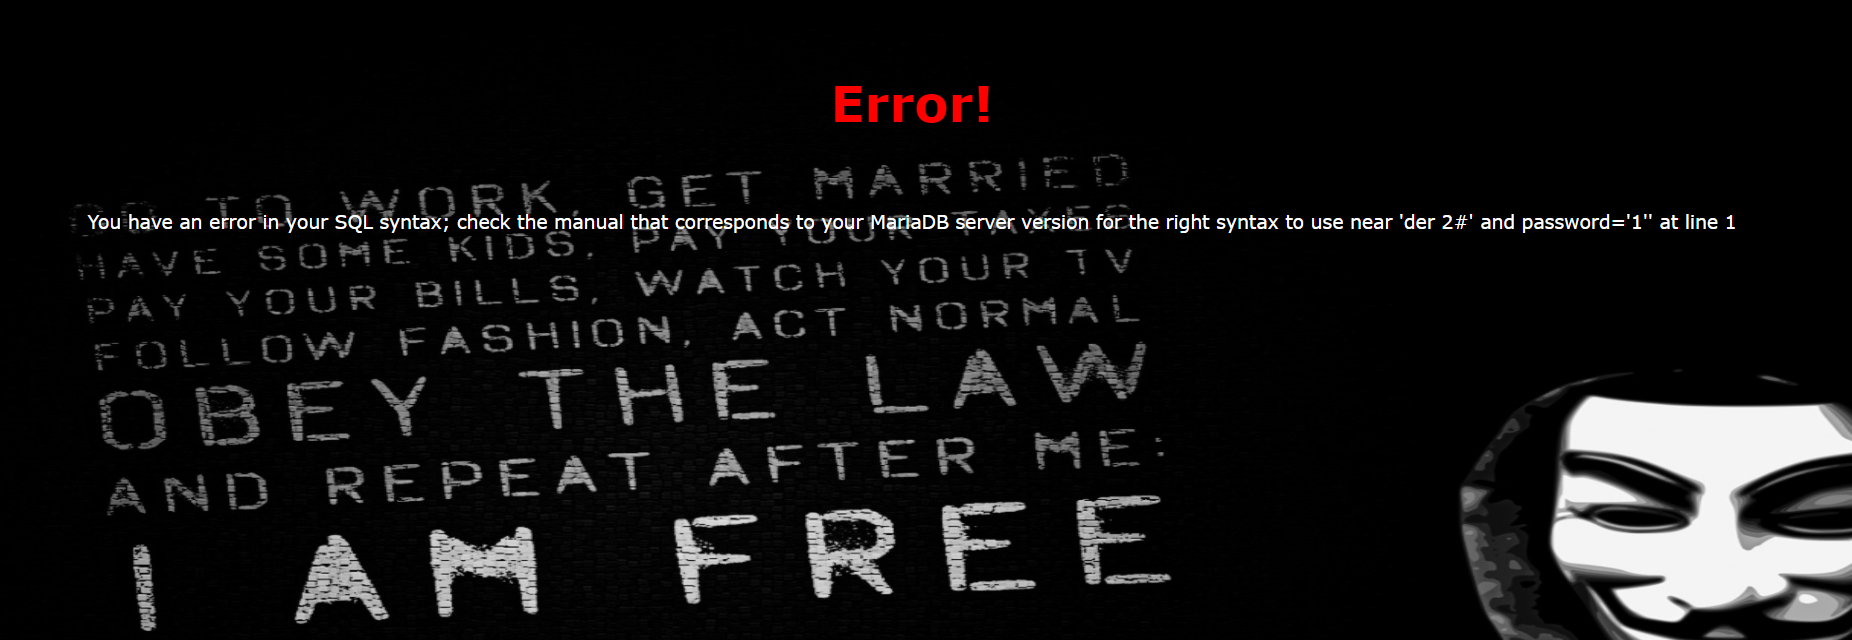 Error!
GO TO WORK, GET MARRIED
You have an error in your SQL syntax; check the manual that corresponds to your MariaDB server version for the right syntax to use near 'der 2#' and password='1'' at line 1
HAVE SOME KIDS, PAY YOUR TAXES
PAY YOUR BILLS, WATCH YOUR TV
FOLLOW FASHION, ACT NORMAL
OBEY THE LAW
AND REPEAT AFTER ME:
I AM FREE